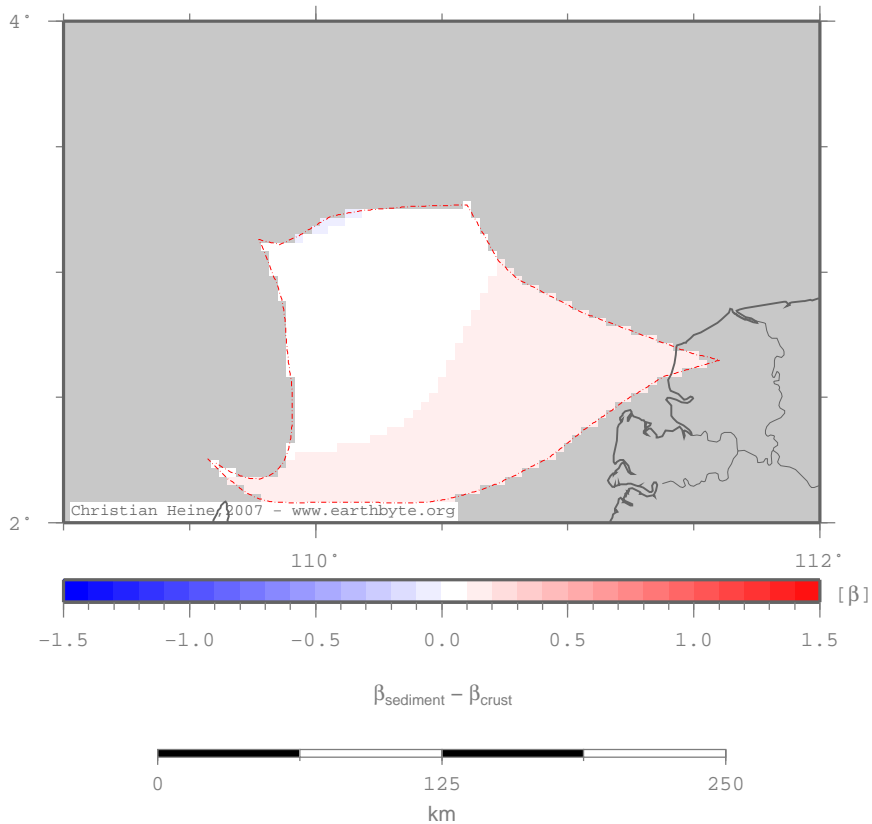 4°
2°
Christian Heine, 2007 - www.earthbyte.org
110° 112°
[β]
-1.5 -1.0 -0.5 0.0 0.5 1.0 1.5
βsediment – βcrust
0 125 250
km